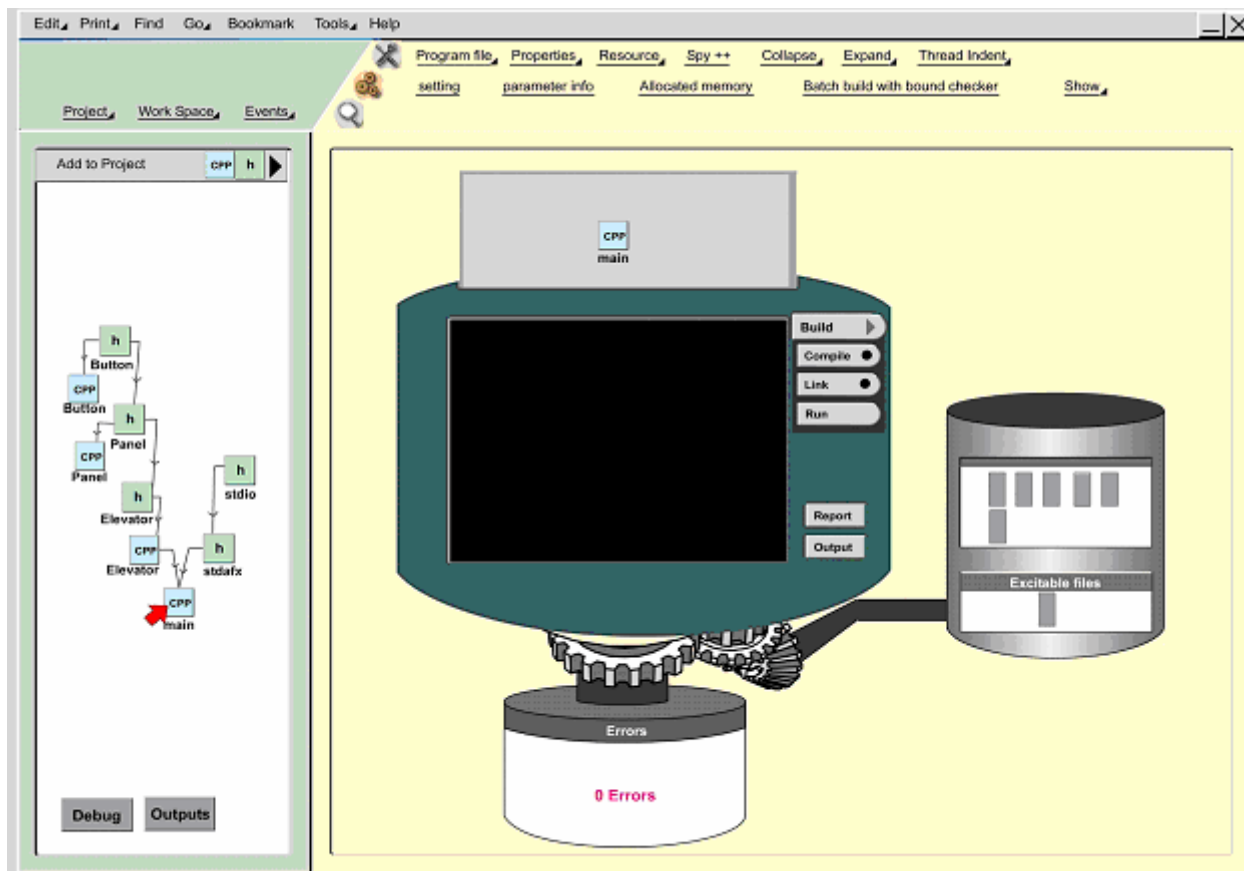 Edit Print Find Go Bookmark Tools Help
Program file Properties Resource Spy ++ Collapse Expand Thread Indent
setting parameter info Allocated memory Batch build with bound checker Show
Project Work Space Events
Add to Project CPP h
CPP
main
h
Button
CPP
Button
h
Panel
CPP
Panel
h
stdio
h
Elevator
CPP
Elevator
h
stdafx
CPP
main
Build
Compile
Link
Run
Report
Output
Excitable files
Errors
0 Errors
Debug Outputs